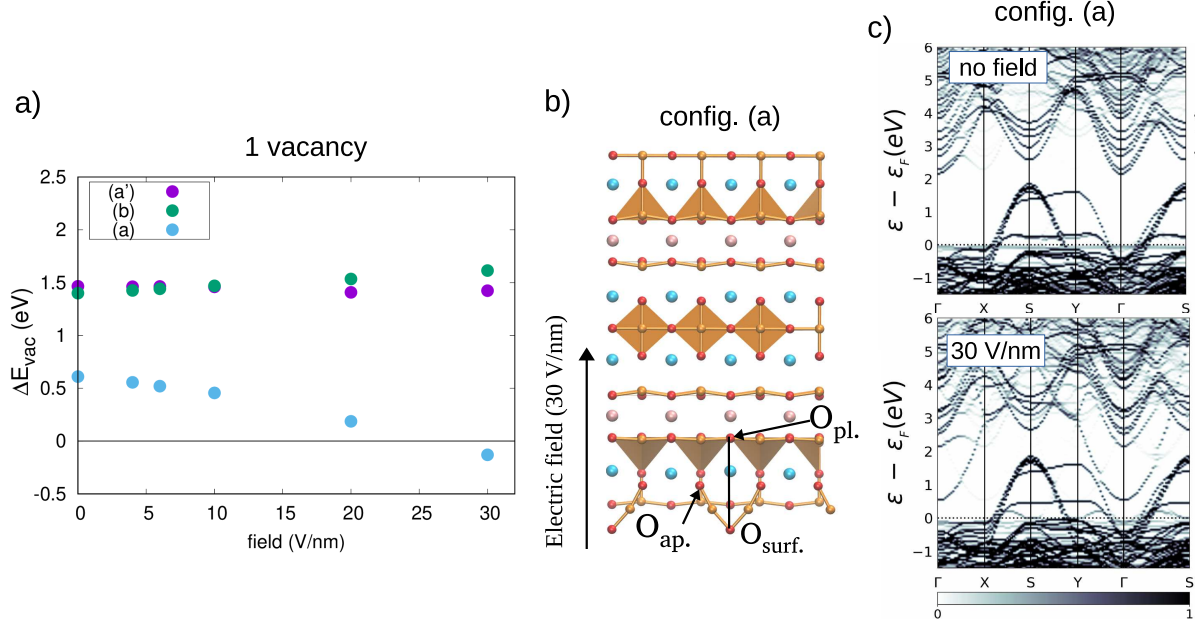 a)
1 vacancy
2.5
2
1.5
1
0.5
0
-0.5
ΔE_vac (eV)
(a')
(b)
(a)
0 5 10 15 20 25 30
field (V/nm)
b)
config. (a)
Electric field (30 V/nm)
O_pl.
O_ap.
O_surf.
c)
config. (a)
no field
6
5
4
3
2
1
0
−1
ε − ε_F (eV)
Γ X S Y Γ S
30 V/nm
6
5
4
3
2
1
0
−1
ε − ε_F (eV)
Γ X S Y Γ S
0 1